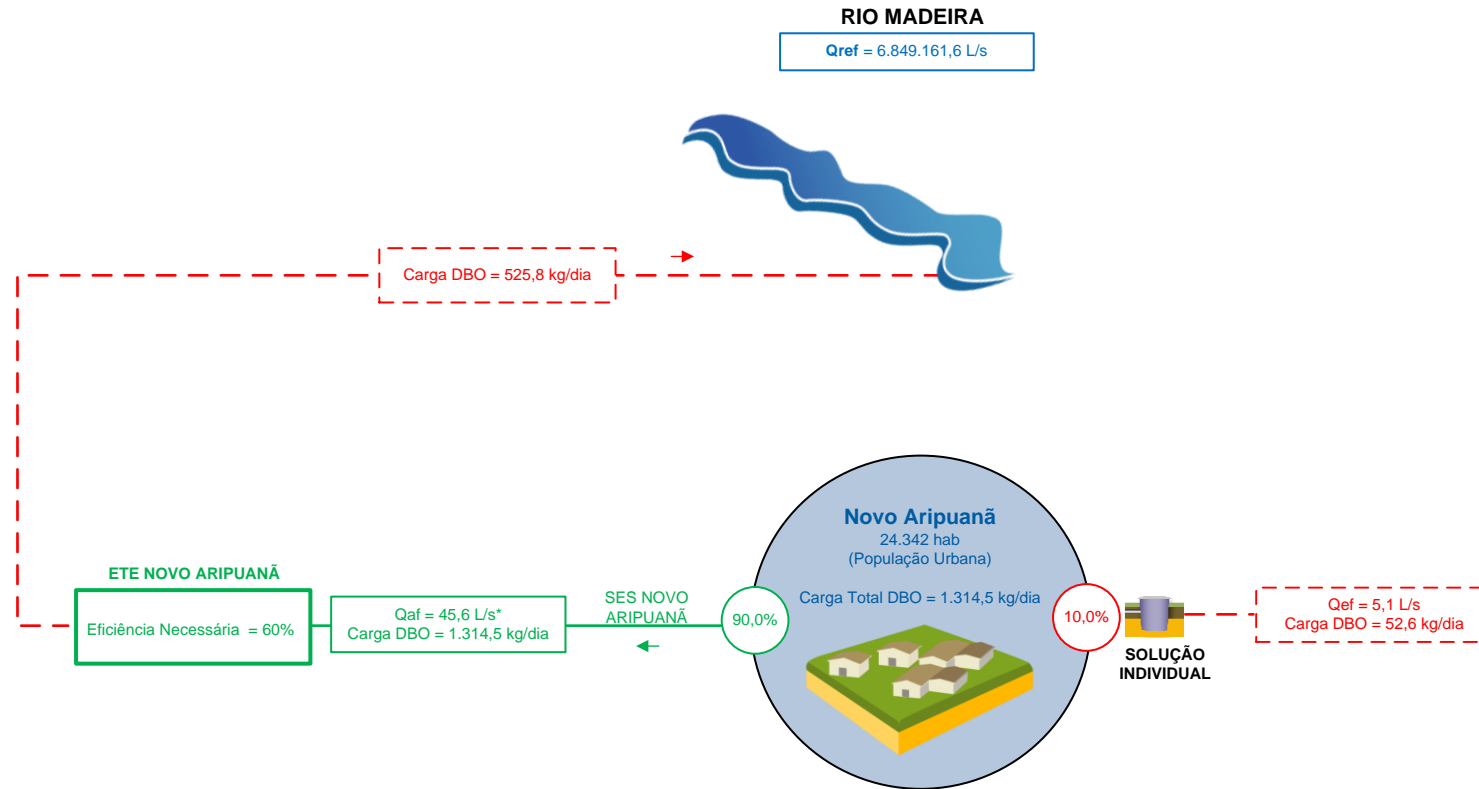 RIO MADEIRA
Qref = 6.849.161,6 L/s
Carga DBO = 525,8 kg/dia
Novo Aripuanã
24.342 hab
(População Urbana)
Carga Total DBO = 1.314,5 kg/dia
ETE NOVO ARIPUANÃ
Eficiência Necessária = 60%
Qaf = 45,6 L/s*
Carga DBO = 1.314,5 kg/dia
SES NOVO
ARIPUANÃ
90,0%
10,0%
SOLUÇÃO
INDIVIDUAL
Qef = 5,1 L/s
Carga DBO = 52,6 kg/dia